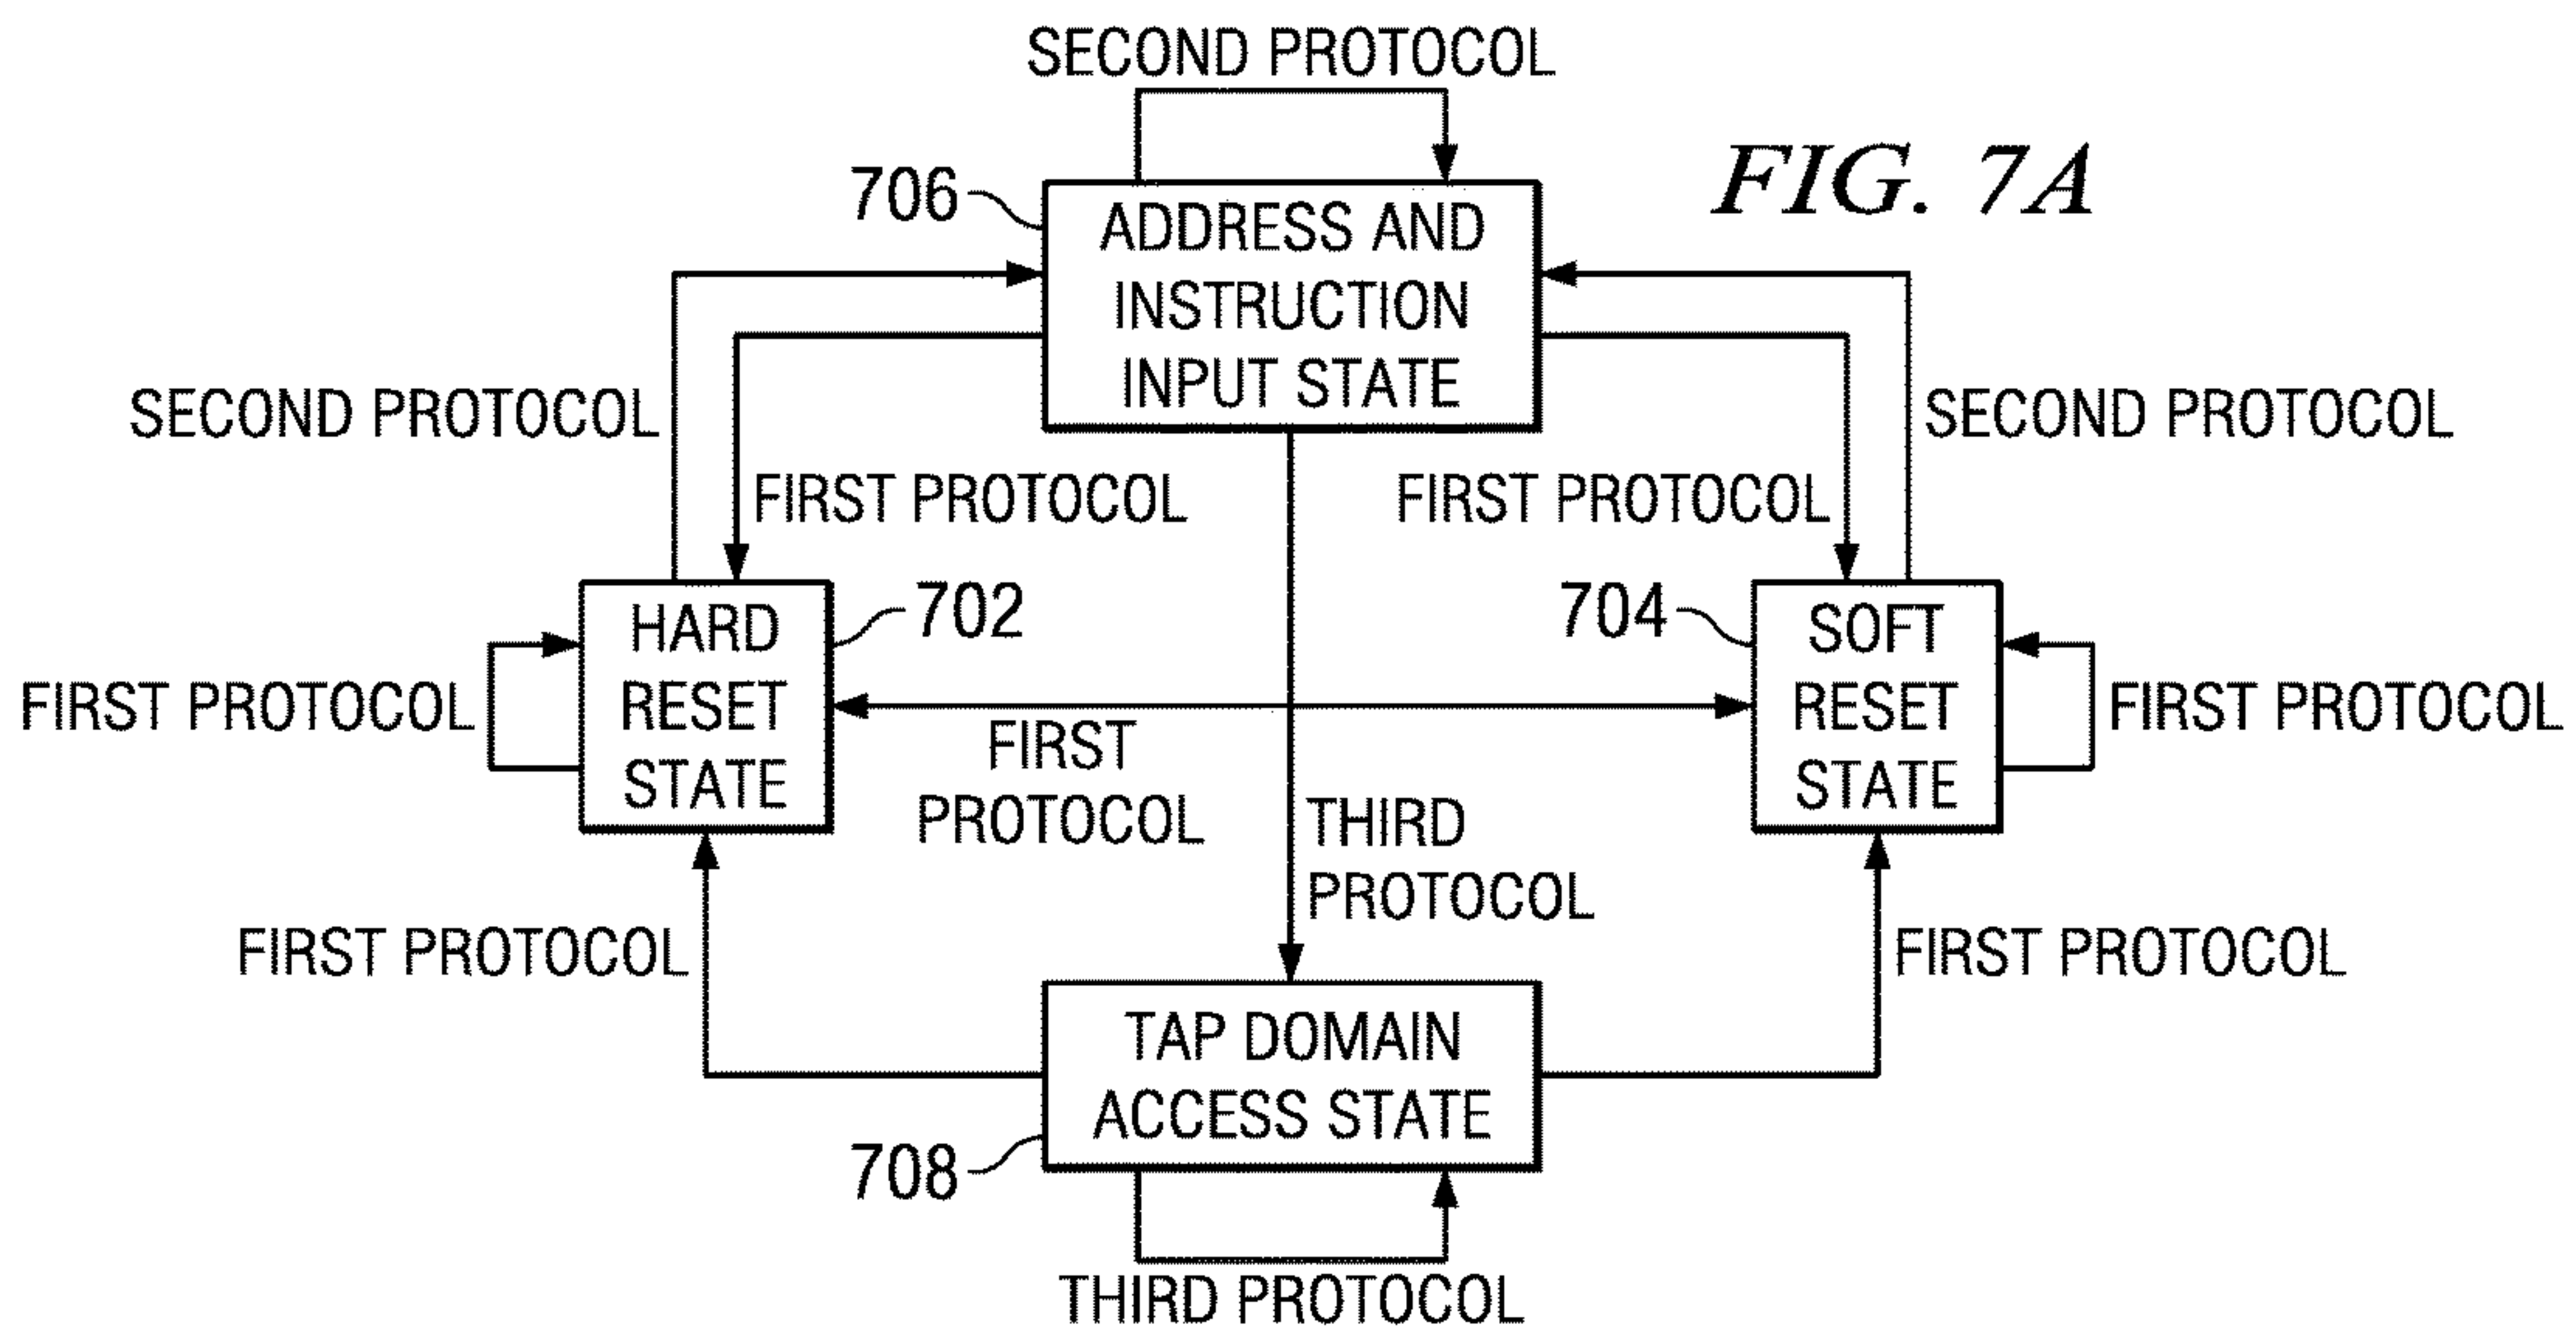 SECOND PROTOCOL
FIG. 7A
706
ADDRESS AND
INSTRUCTION
INPUT STATE
SECOND PROTOCOL
SECOND PROTOCOL
FIRST PROTOCOL
FIRST PROTOCOL
HARD
RESET
STATE
702
704
SOFT
RESET
STATE
FIRST PROTOCOL
FIRST PROTOCOL
FIRST
PROTOCOL
THIRD
PROTOCOL
FIRST PROTOCOL
FIRST PROTOCOL
TAP DOMAIN
ACCESS STATE
708
THIRD PROTOCOL